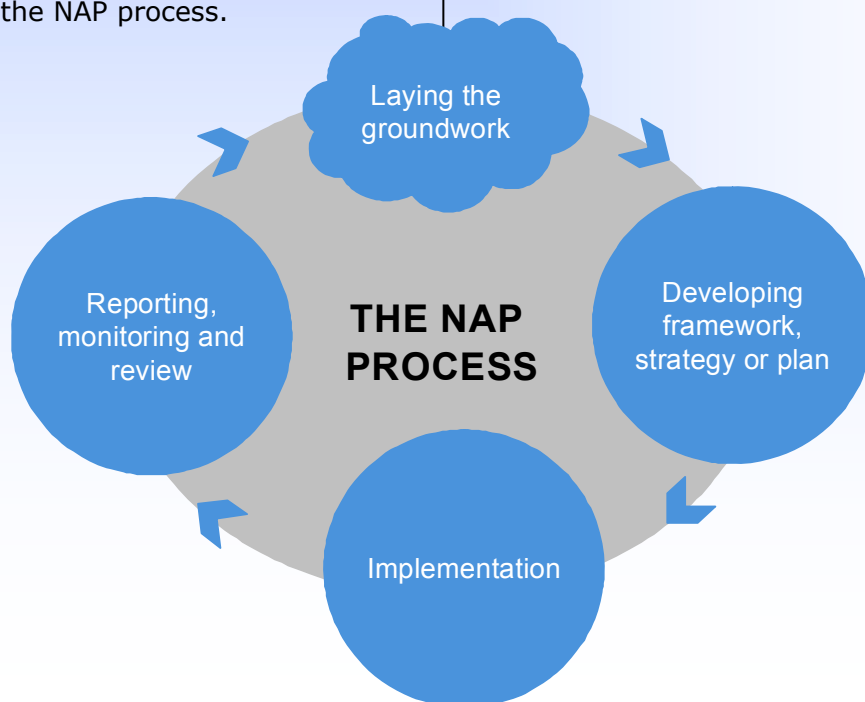 the NAP process.
Laying the
groundwork
Developing
framework,
strategy or plan
Implementation
Reporting,
monitoring and
review
THE NAP
PROCESS